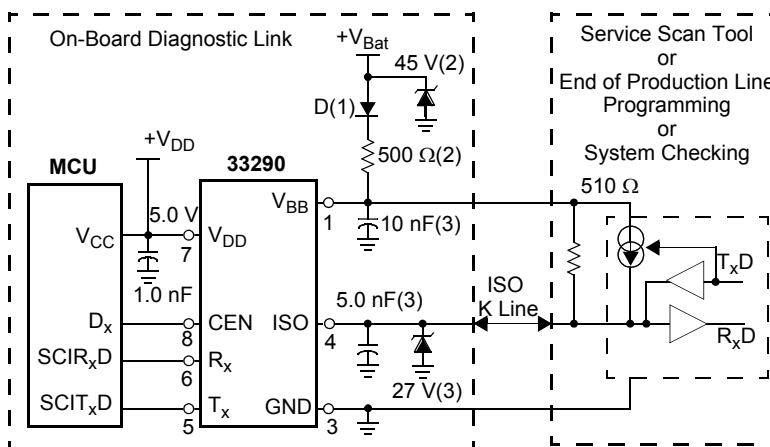 On-Board Diagnostic Link
+VBat
45 V(2)
D(1)
500 Ω(2)
+VDD
MCU
33290
VCC
5.0 V
7
VDD
VBB
1
10 nF(3)
1.0 nF
Dx
8
CEN
ISO
4
5.0 nF(3)
ISO
K Line
SCIRxD
6
Rx
27 V(3)
SCITxD
5
Tx
GND
3
Service Scan Tool
or
End of Production Line
Programming
or
System Checking
510 Ω
TxD
RxD